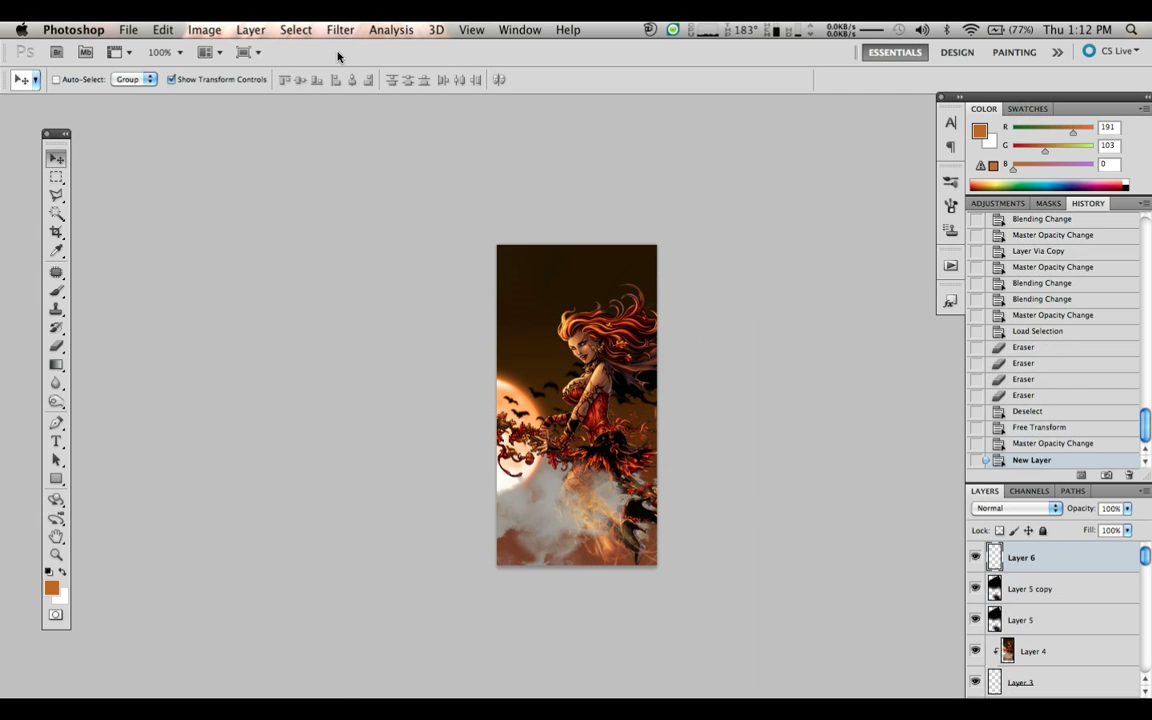 Photoshop File Edit Image Layer Select Filter Analysis 3D View Window Help 183° 0.0KB/s 0.0KB/s (77%) Thu 1:12 PM
Ps Br Mb 100% ESSENTIALS DESIGN PAINTING CS Live
Auto-Select: Group Show Transform Controls
COLOR SWATCHES
R 191
G 103
B 0
ADJUSTMENTS MASKS HISTORY
Blending Change
Master Opacity Change
Layer Via Copy
Master Opacity Change
Blending Change
Blending Change
Master Opacity Change
Load Selection
Eraser
Eraser
Eraser
Eraser
Deselect
Free Transform
Master Opacity Change
New Layer
LAYERS CHANNELS PATHS
Normal Opacity: 100%
Lock: Fill: 100%
Layer 6
Layer 5 copy
Layer 5
Layer 4
Layer 3